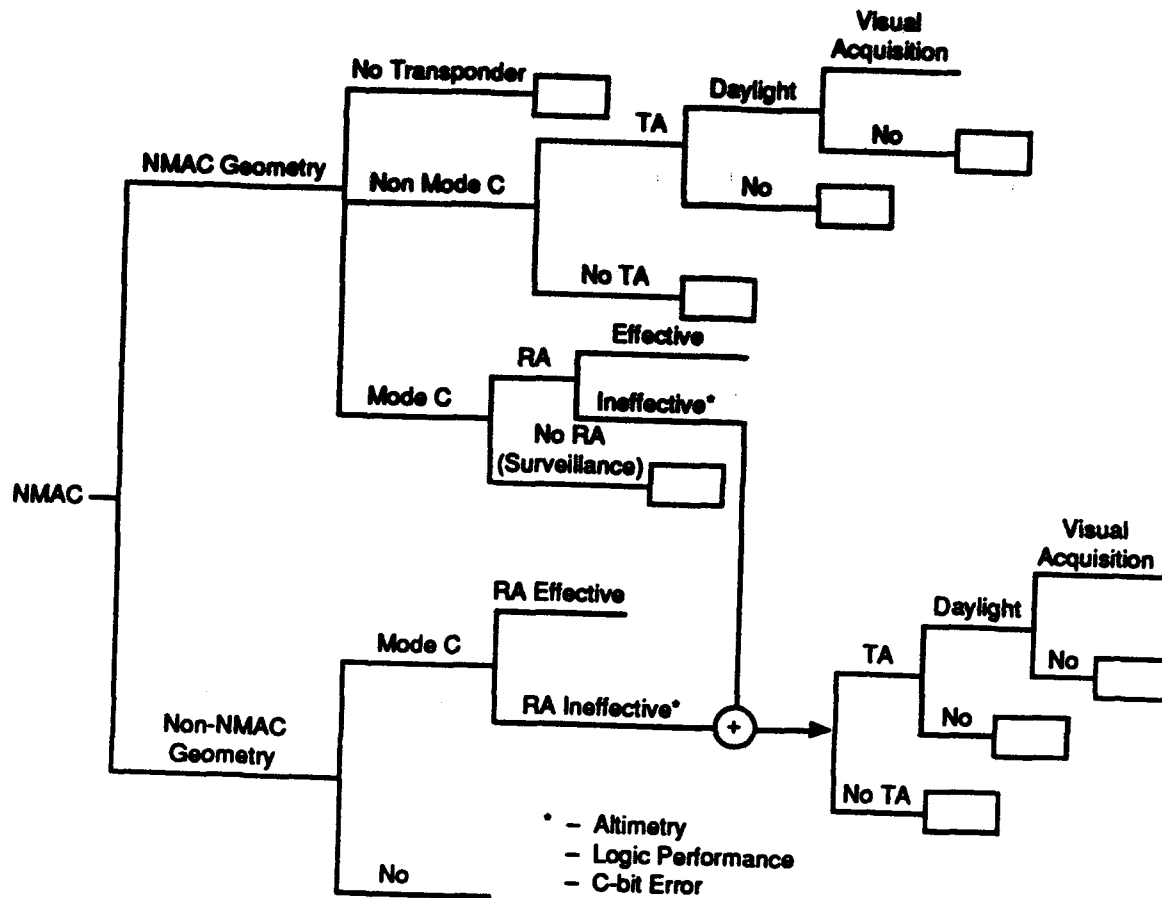 Visual
Acquisition
No Transponder
Daylight
TA
No
NMAC Geometry
Non Mode C
No
No TA
Effective
RA
Mode C
Ineffective*
No RA
(Surveillance)
NMAC
Visual
Acquisition
RA Effective
Daylight
Mode C
TA
No
RA Ineffective*
+
No
Non-NMAC
Geometry
No TA
* – Altimetry
– Logic Performance
– C-bit Error
No